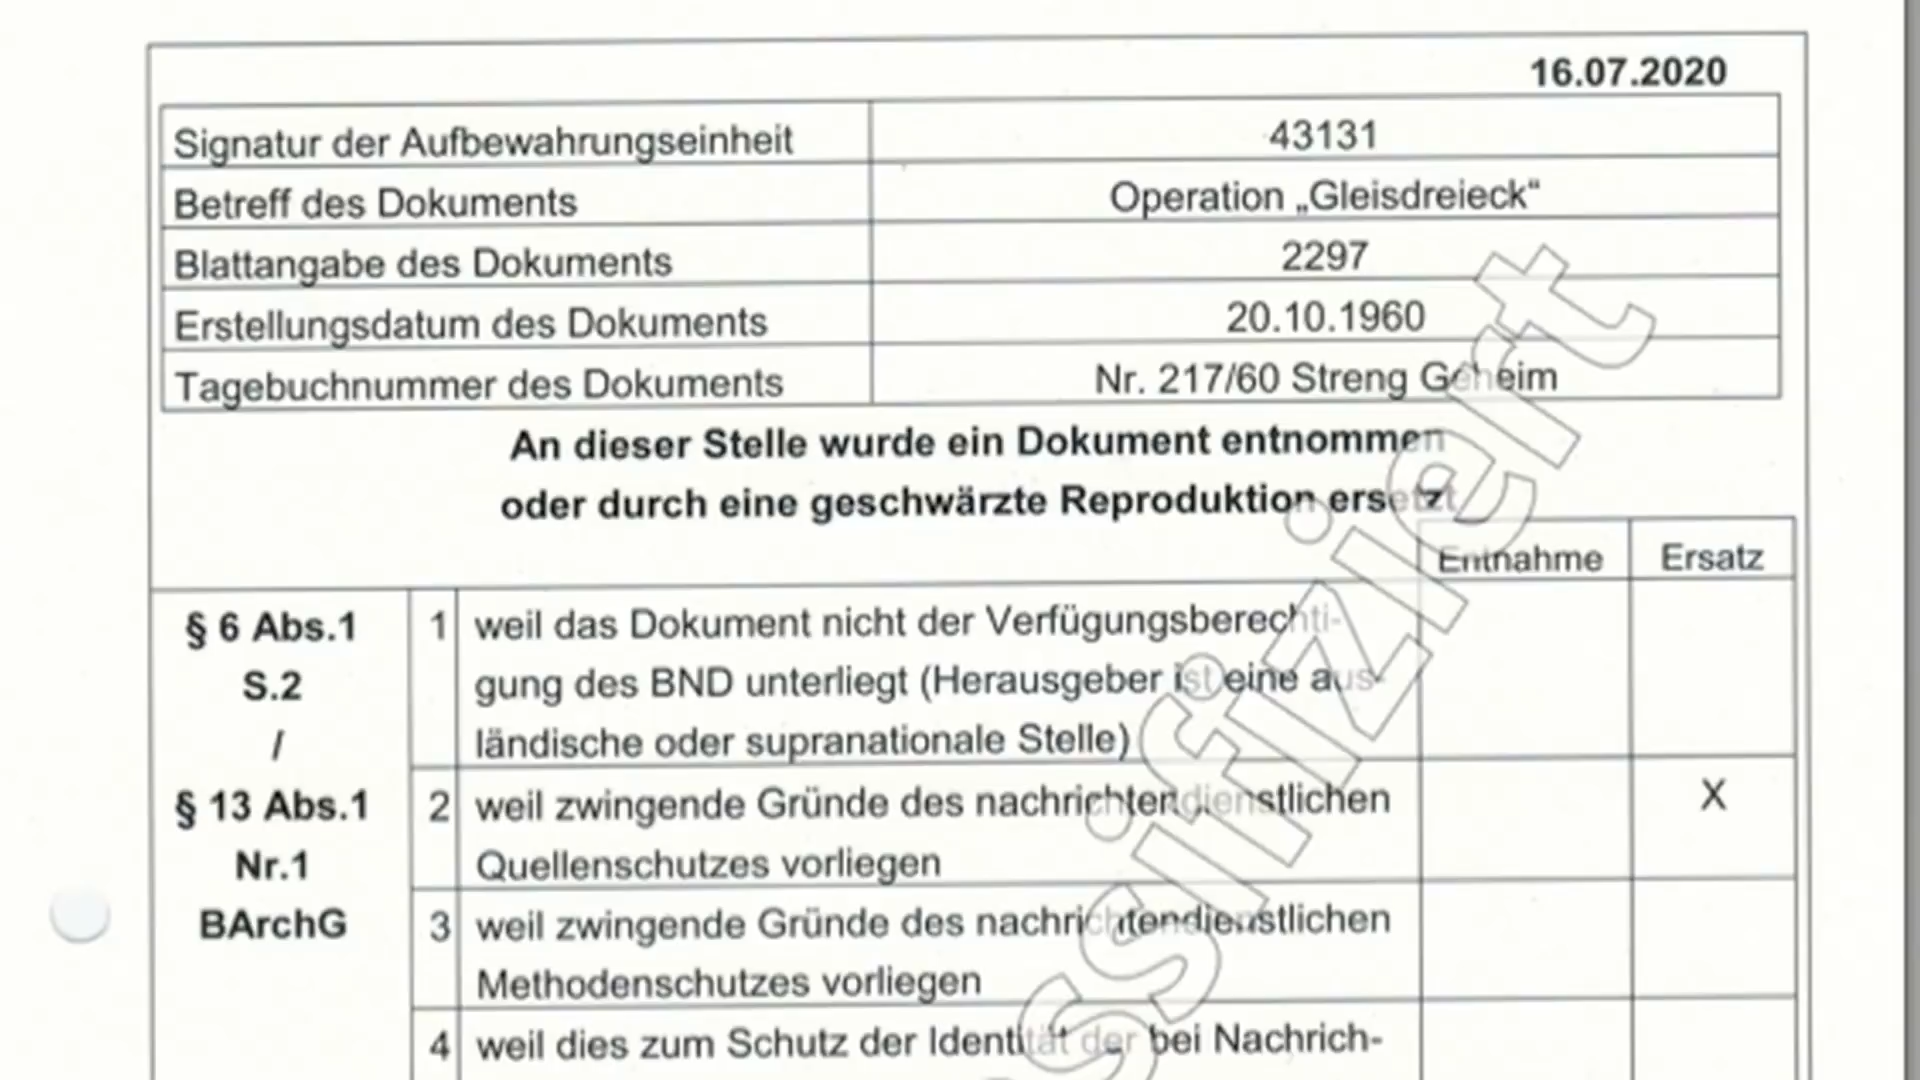 16.07.2020
Signatur der Aufbewahrungseinheit 43131
Betreff des Dokuments Operation „Gleisdreieck“
Blattangabe des Dokuments 2297
Erstellungsdatum des Dokuments 20.10.1960
Tagebuchnummer des Dokuments Nr. 217/60 Streng Geheim
An dieser Stelle wurde ein Dokument entnommen
oder durch eine geschwärzte Reproduktion ersetzt
Entnahme Ersatz
§ 6 Abs.1 1 weil das Dokument nicht der Verfügungsberechti-
S.2 gung des BND unterliegt (Herausgeber ist eine aus-
/ ländische oder supranationale Stelle)
§ 13 Abs.1 2 weil zwingende Gründe des nachrichtendienstlichen X
Nr.1 Quellenschutzes vorliegen
BArchG 3 weil zwingende Gründe des nachrichtendienstlichen
Methodenschutzes vorliegen
4 weil dies zum Schutz der Identität der bei Nachrich-
ssifiziert